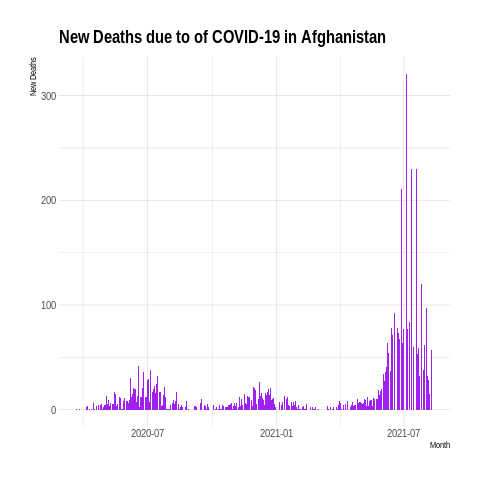 New Deaths due to of COVID-19 in Afghanistan
New Deaths
300
200
100
0
2020-07
2021-01
2021-07
Month